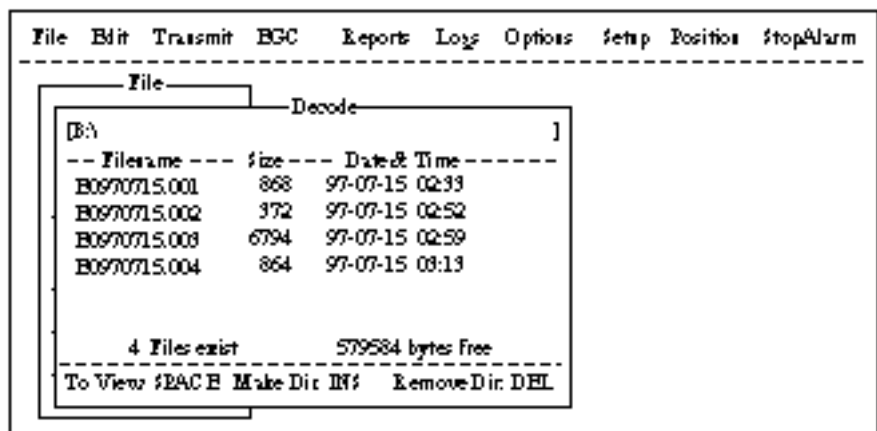 File Edit Transmit EGC Reports Logs Options Setup Position StopAlarm
File
Decode
[B:\ ]
-- Filename --- Size --- Date & Time ------
B0970715.001 868 97-07-15 02:33
B0970715.002 372 97-07-15 02:52
B0970715.003 6794 97-07-15 02:59
B0970715.004 864 97-07-15 03:13
4 Files exist 579584 bytes free
To View: SPACE Make Dir: INS Remove Dir: DEL